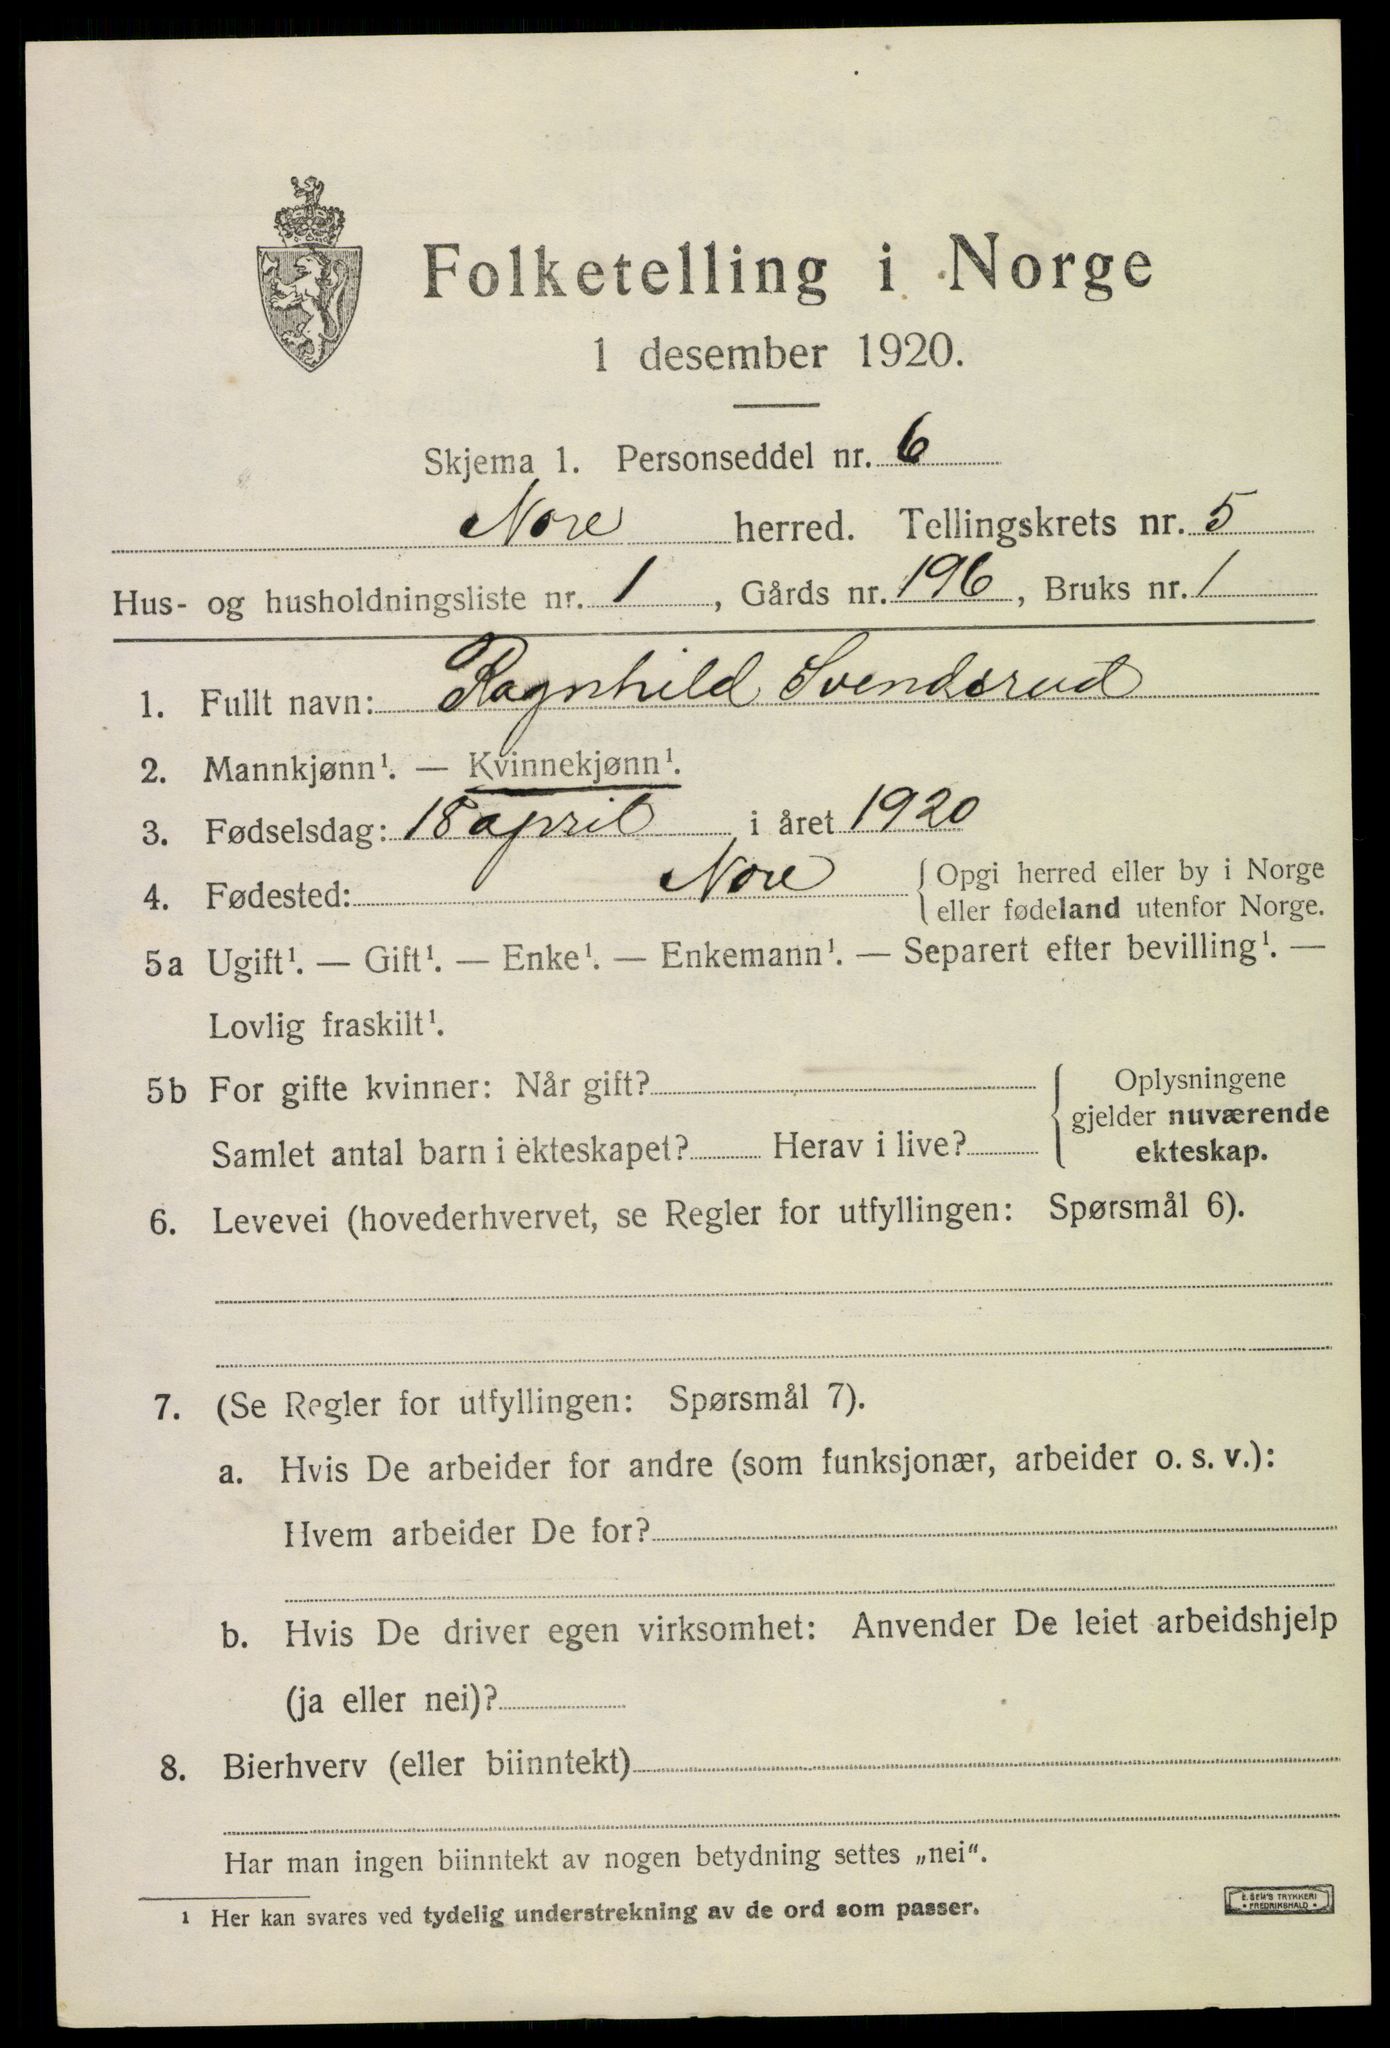 Folketelling i Norge
1 desember 1920.
Skjema 1. Personseddel nr. 6
Nore herred. Tellingskrets nr. 5
Hus- og husholdningsliste nr. 1, Gårds nr. 196, Bruks nr. 1
1. Fullt navn: Ragnhild Svendsrud
2. Mannkjønn¹. — Kvinnekjønn¹.
3. Fødselsdag: 18 april i året 1920
4. Fødested: Nore { Opgi herred eller by i Norge
eller fødeland utenfor Norge.
5a Ugift¹. — Gift¹. — Enke¹. — Enkemann¹. — Separert efter bevilling¹. —
Lovlig fraskilt¹.
5b For gifte kvinner: Når gift?
Samlet antal barn i ekteskapet? Herav i live?
Oplysningene
gjelder nuværende
ekteskap.
6. Levevei (hovederhvervet, se Regler for utfyllingen: Spørsmål 6).
7. (Se Regler for utfyllingen: Spørsmål 7).
a. Hvis De arbeider for andre (som funksjonær, arbeider o. s. v.):
Hvem arbeider De for?
b. Hvis De driver egen virksomhet: Anvender De leiet arbeidshjelp
(ja eller nei)?
8. Bierhverv (eller biinntekt)
Har man ingen biinntekt av nogen betydning settes „nei“.
¹ Her kan svares ved tydelig understrekning av de ord som passer.
E. SEM'S TRYKKERI
• FREDRIKSHALD •